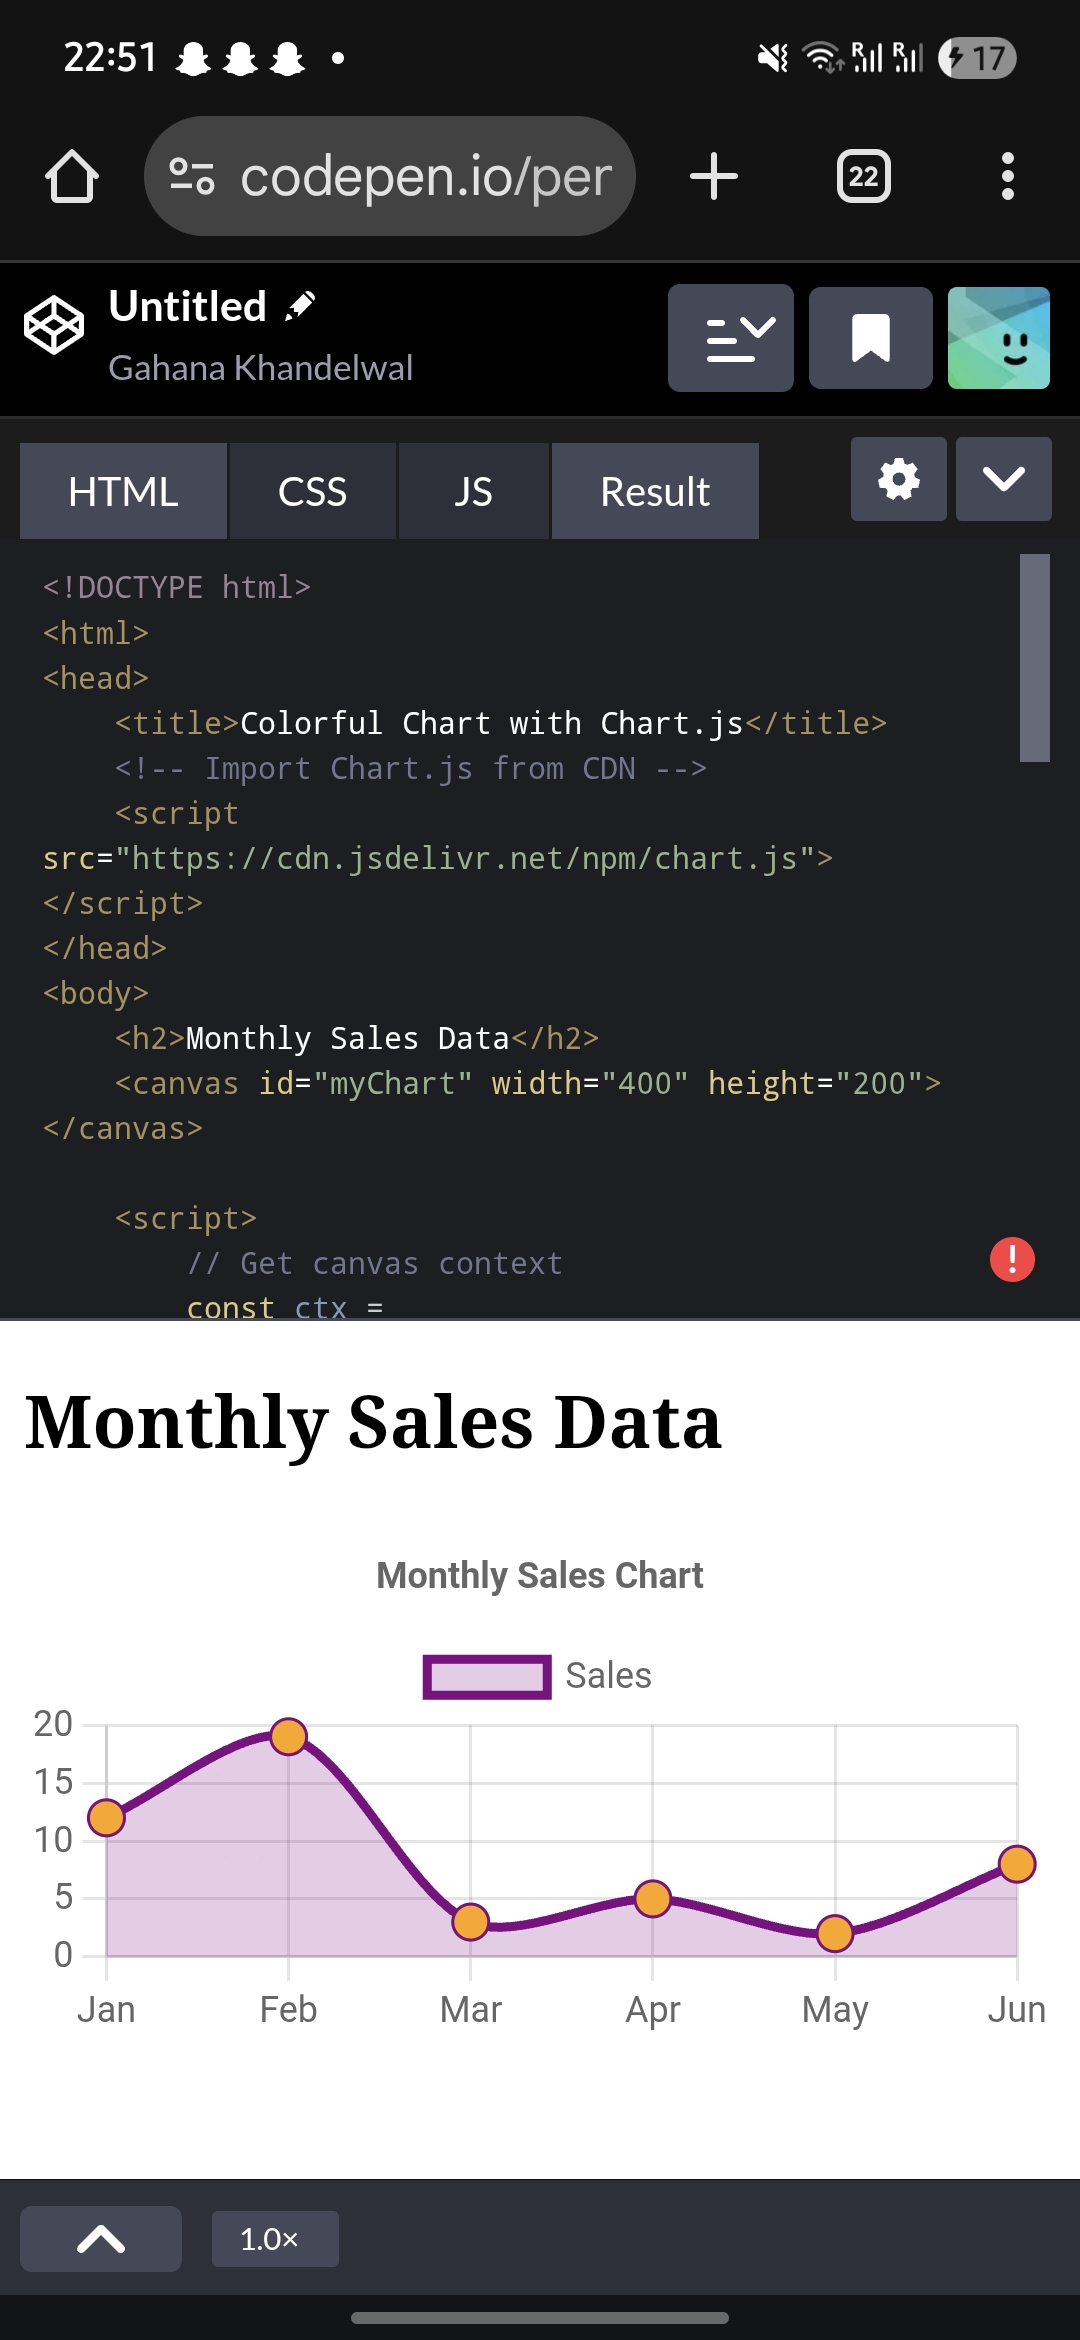 22:51
R R 17
codepen.io/per
22
Untitled
Gahana Khandelwal
HTML CSS JS Result
<!DOCTYPE html>
<html>
<head>
<title>Colorful Chart with Chart.js</title>
<!-- Import Chart.js from CDN -->
<script
src="https://cdn.jsdelivr.net/npm/chart.js">
</script>
</head>
<body>
<h2>Monthly Sales Data</h2>
<canvas id="myChart" width="400" height="200">
</canvas>
<script>
// Get canvas context
const ctx =
Monthly Sales Data
Monthly Sales Chart
Sales
20
15
10
5
0
Jan Feb Mar Apr May Jun
1.0×